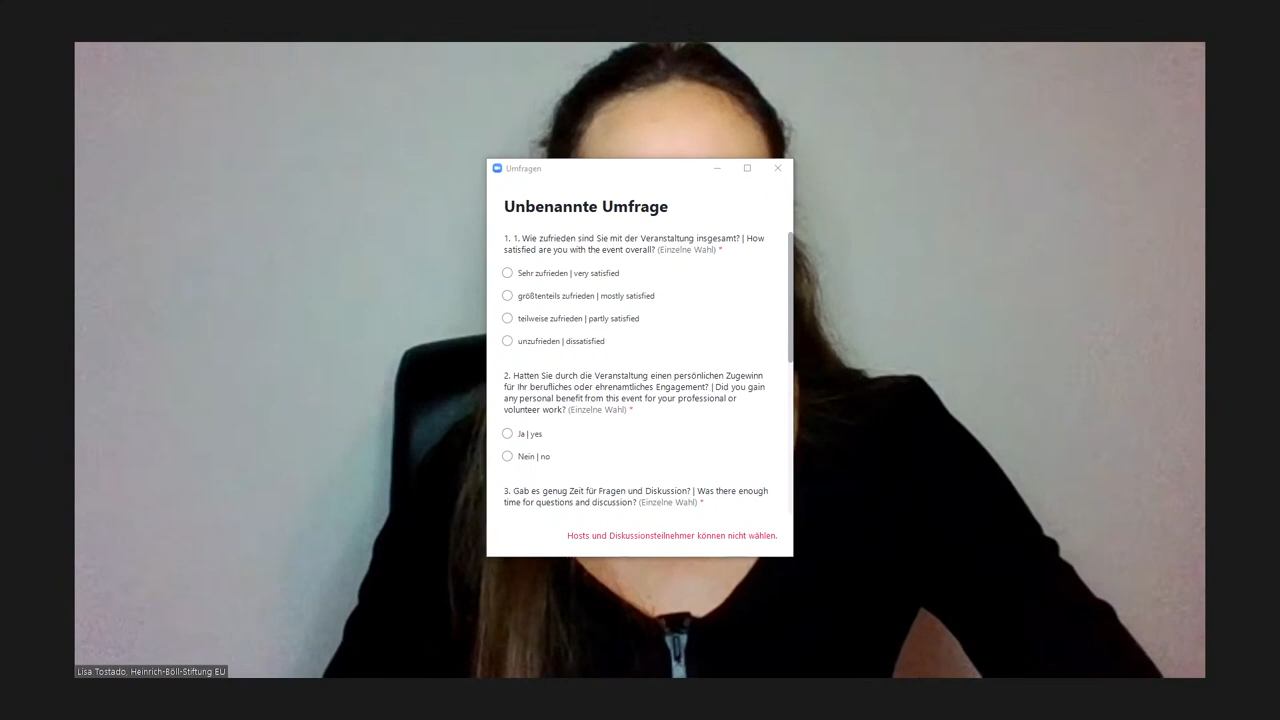 Umfragen
Unbenannte Umfrage
1. 1. Wie zufrieden sind Sie mit der Veranstaltung insgesamt? | How
satisfied are you with the event overall? (Einzelne Wahl) *
Sehr zufrieden | very satisfied
größtenteils zufrieden | mostly satisfied
teilweise zufrieden | partly satisfied
unzufrieden | dissatisfied
2. Hatten Sie durch die Veranstaltung einen persönlichen Zugewinn
für Ihr berufliches oder ehrenamtliches Engagement? | Did you gain
any personal benefit from this event for your professional or
volunteer work? (Einzelne Wahl) *
Ja | yes
Nein | no
3. Gab es genug Zeit für Fragen und Diskussion? | Was there enough
time for questions and discussion? (Einzelne Wahl) *
Hosts und Diskussionsteilnehmer können nicht wählen.
Lisa Tostado, Heinrich-Böll-Stiftung EU